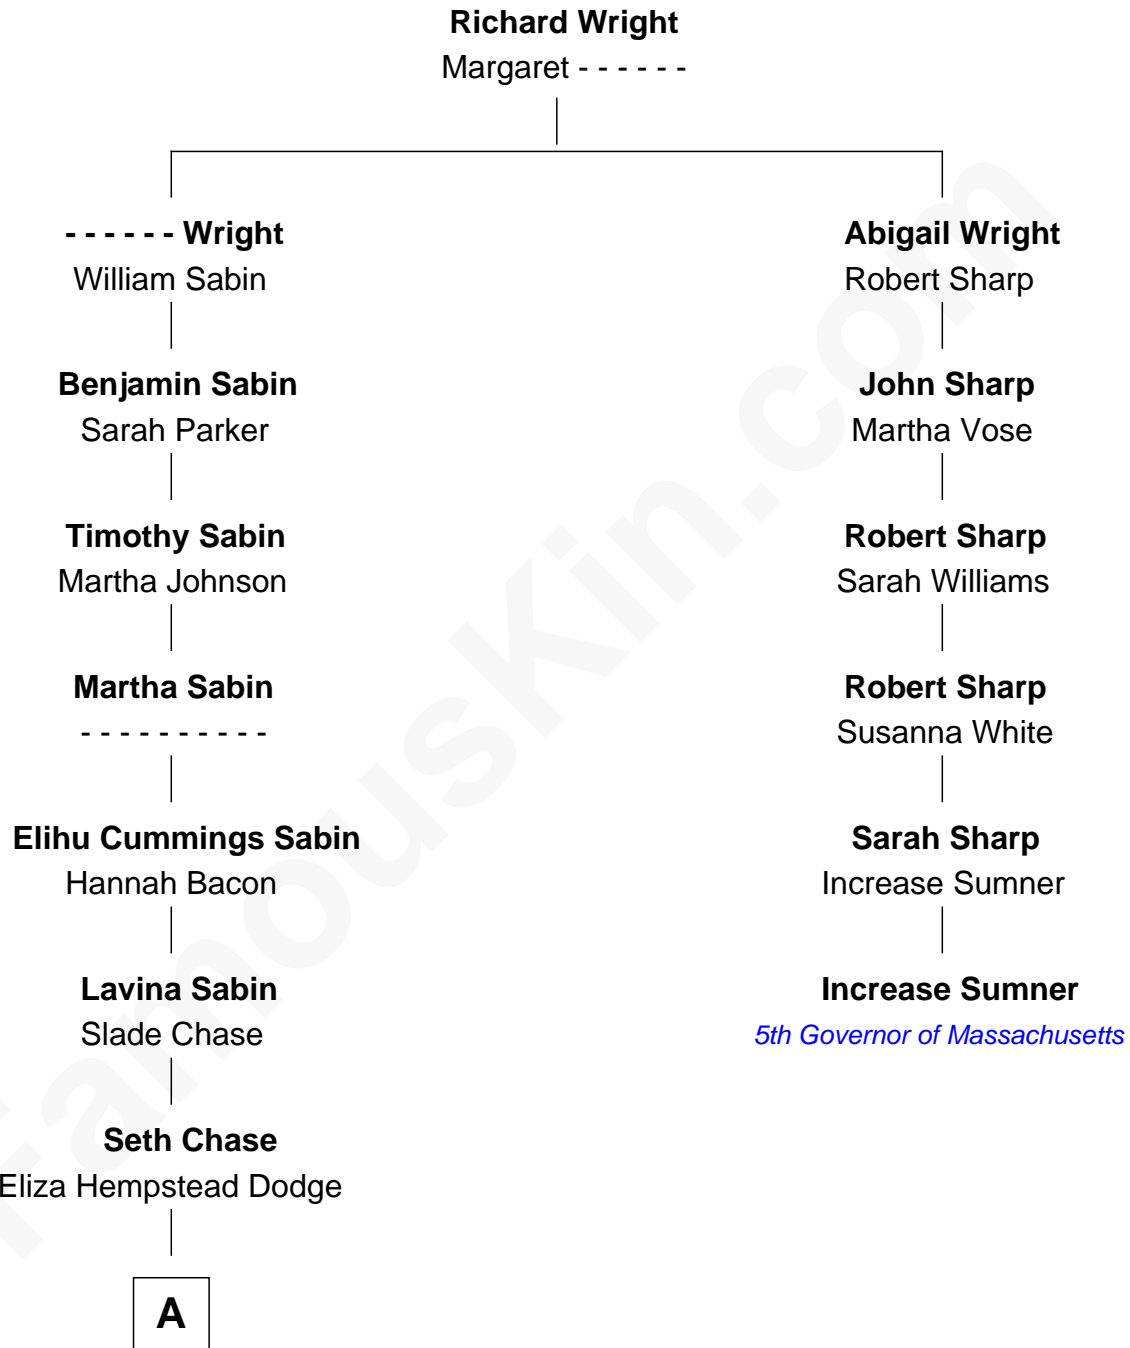 Richard Wright
Margaret - - - - - -
- - - - - - Wright
William Sabin
Abigail Wright
Robert Sharp
Benjamin Sabin
Sarah Parker
John Sharp
Martha Vose
Timothy Sabin
Martha Johnson
Robert Sharp
Sarah Williams
Martha Sabin
- - - - - - - - - -
Robert Sharp
Susanna White
Elihu Cummings Sabin
Hannah Bacon
Sarah Sharp
Increase Sumner
Lavina Sabin
Slade Chase
Increase Sumner
5th Governor of Massachusetts
Seth Chase
Eliza Hempstead Dodge
A
FamousKin.com